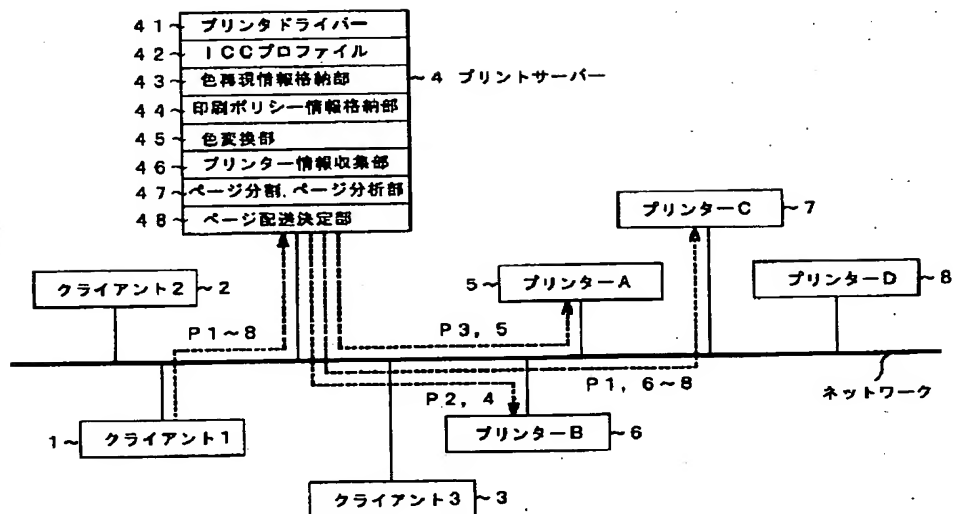 41~プリンタドライバー
42~ICCプロファイル
43~色再現情報格納部
4 プリントサーバー
44~印刷ポリシー情報格納部
45~色変換部
46~プリンター情報収集部
47~ページ分割、ページ分析部
48~ページ配送決定部
プリンターC ~7
クライアント2 ~2
5~プリンターA
プリンターD ~8
P1~8
P3, 5
P2, 4
P1, 6~8
ネットワーク
1~クライアント1
プリンターB ~6
クライアント3 ~3